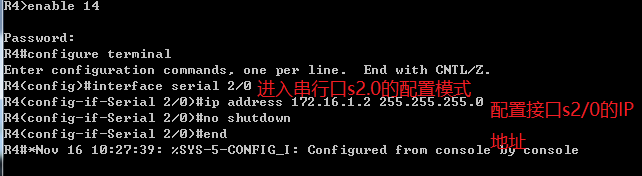 R4>enable 14
Password:
R4#configure terminal
Enter configuration commands, one per line.  End with CNTL/Z.
R4(config)#interface serial 2/0 进入串行口s2.0的配置模式
R4(config-if-Serial 2/0)#ip address 172.16.1.2 255.255.255.0
R4(config-if-Serial 2/0)#no shutdown
R4(config-if-Serial 2/0)#end
R4#*Nov 16 10:27:39: %SYS-5-CONFIG_I: Configured from console by console
配置接口s2/0的IP
地址